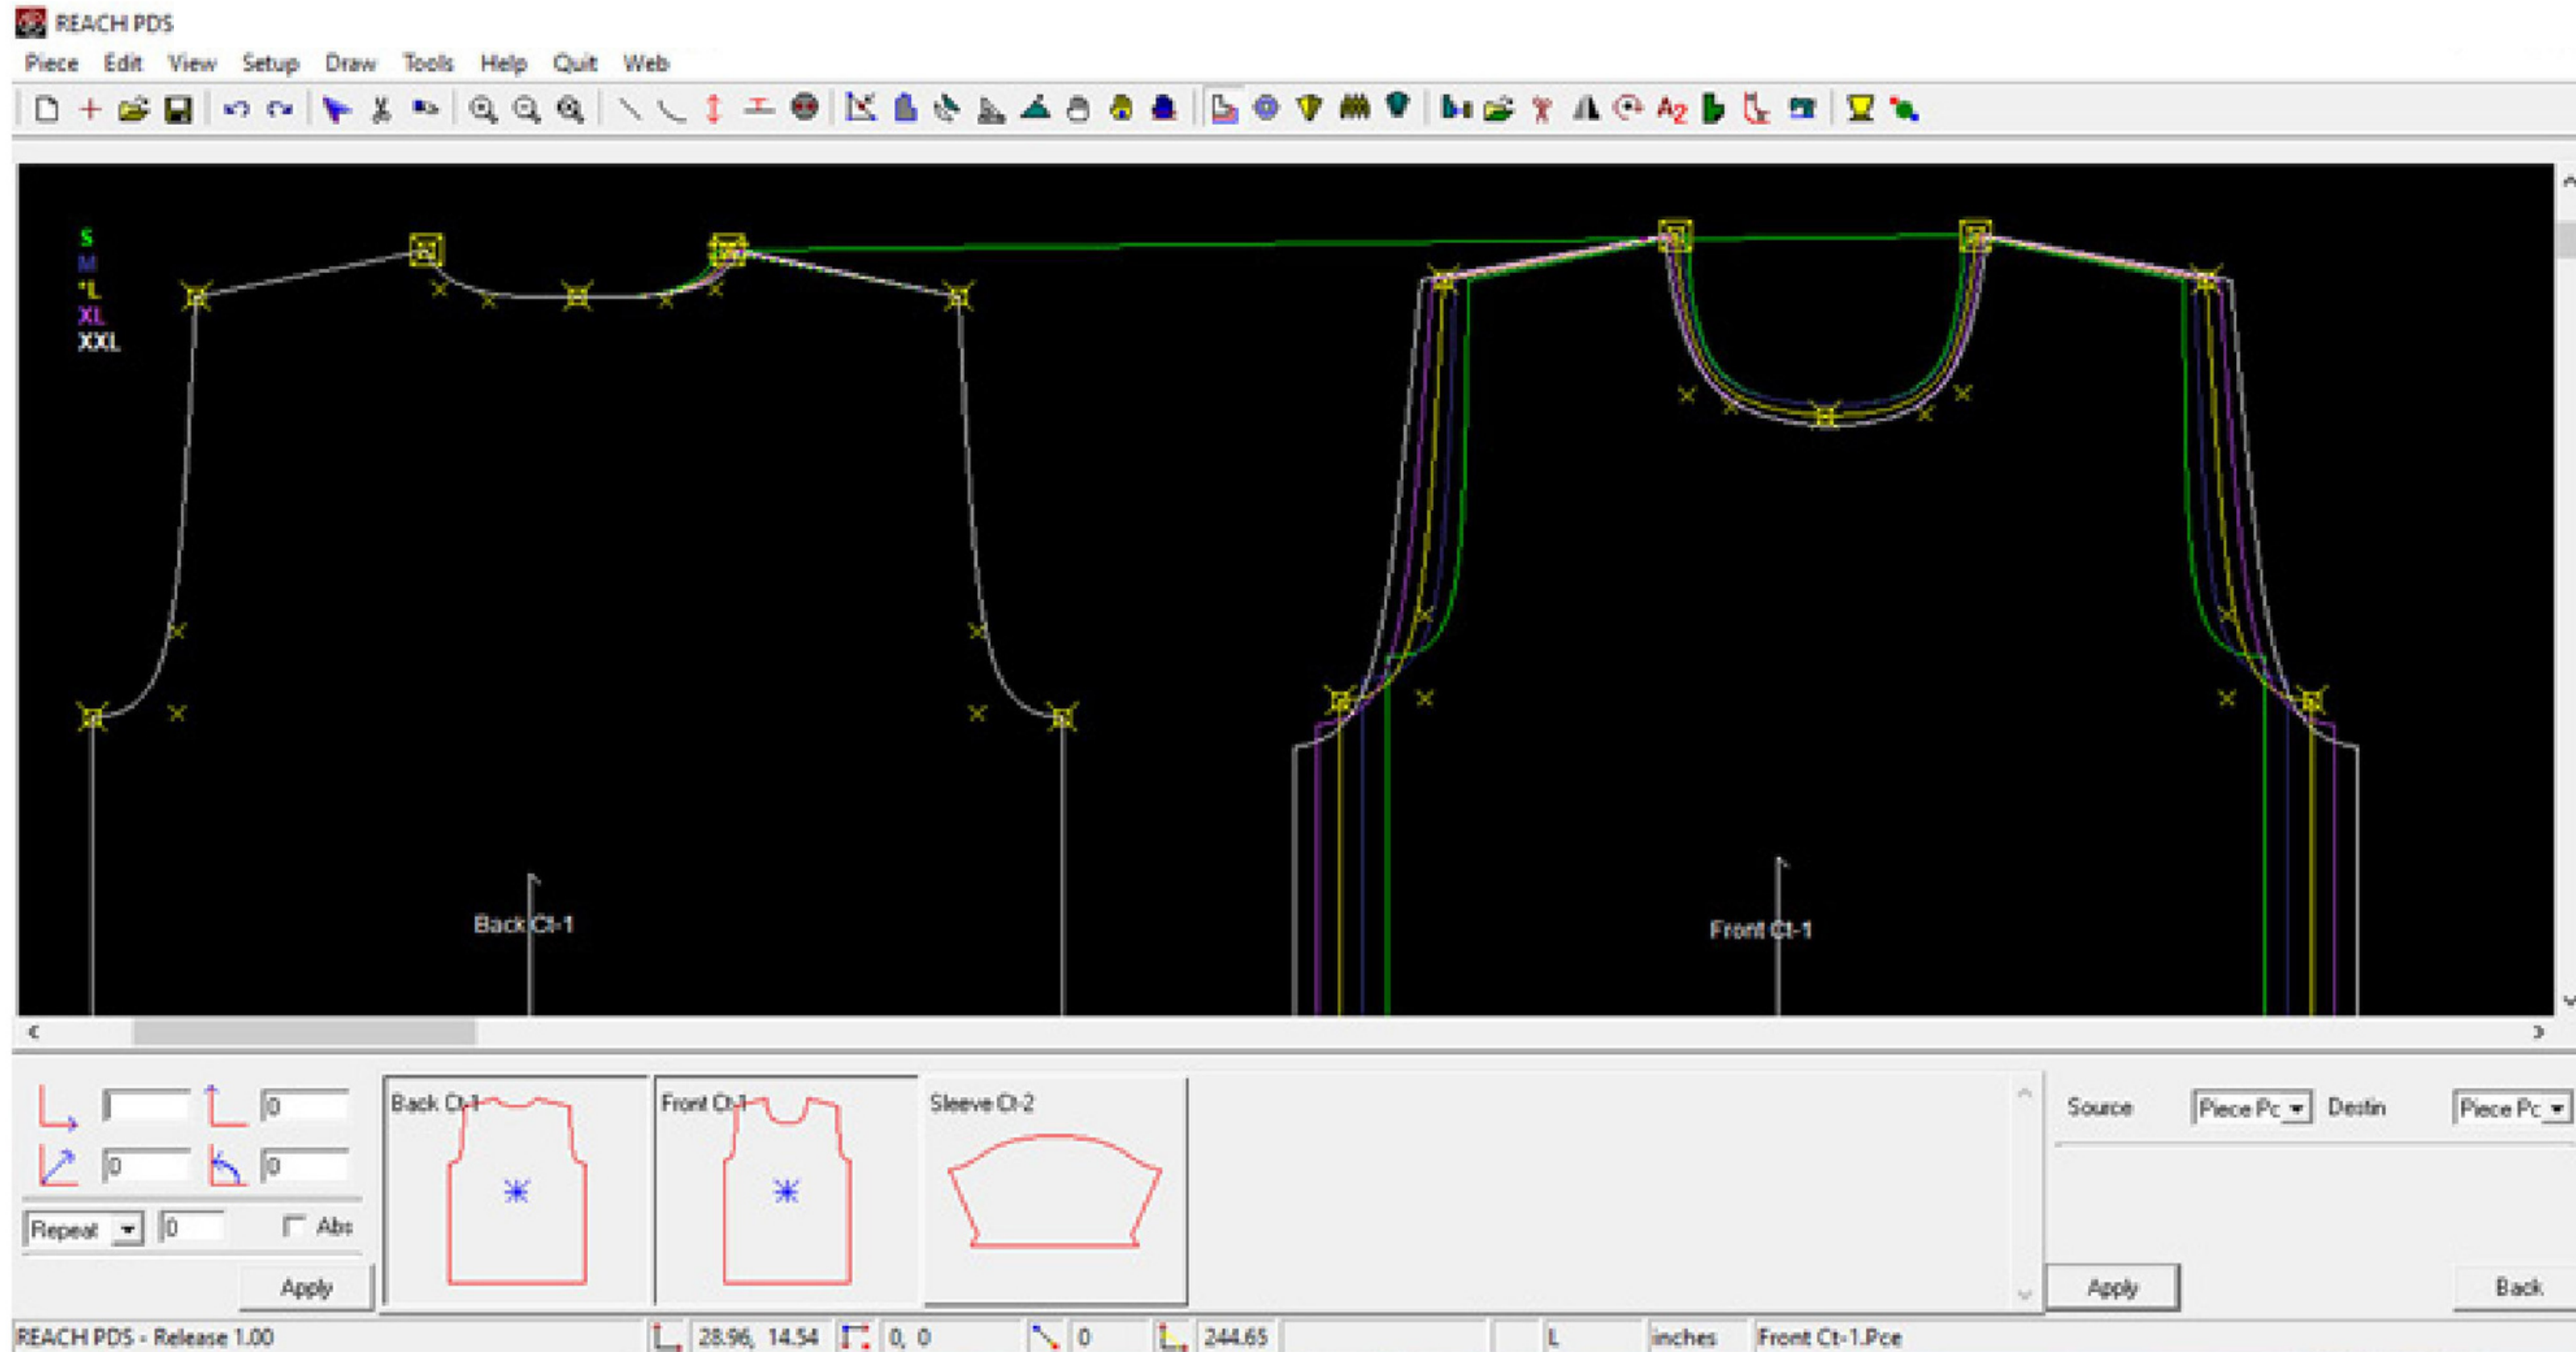 REACH PDS
Piece Edit View Setup Draw Tools Help Quit Web
A2
S
M
*L
XL
XXL
Back Ct-1
Front Ct-1
0
0 0
Repeat 0 Abs
Apply
Back Ct-1 Front Ct-1 Sleeve Ct-2
Source Piece Pc Destin Piece Pc
Apply Back
REACH PDS - Release 1.00 28.96, 14.54 0, 0 0 244.65 L inches Front Ct-1.Pce